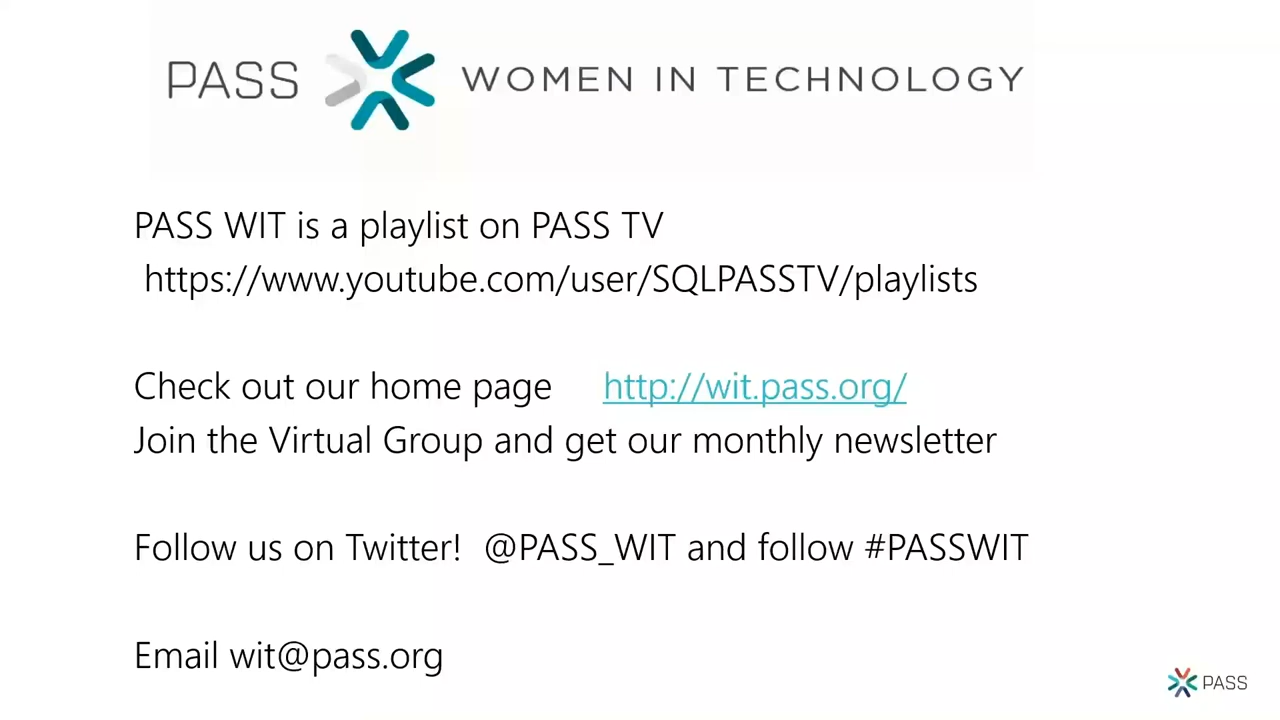 PASS WOMEN IN TECHNOLOGY
PASS WIT is a playlist on PASS TV
https://www.youtube.com/user/SQLPASSTV/playlists
Check out our home page http://wit.pass.org/
Join the Virtual Group and get our monthly newsletter
Follow us on Twitter! @PASS_WIT and follow #PASSWIT
Email wit@pass.org
PASS